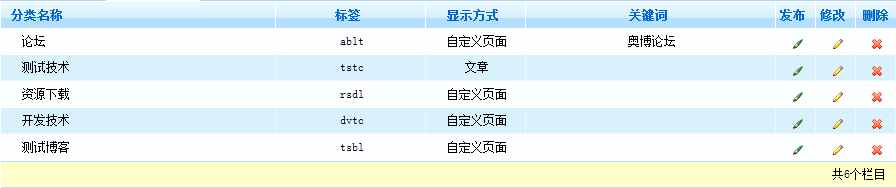 分类名称 标签 显示方式 关键词 发布 修改 删除
论坛 ablt 自定义页面 奥博论坛
测试技术 tstc 文章
资源下载 rsdl 自定义页面
开发技术 dvtc 自定义页面
测试博客 tsbl 自定义页面
共6个栏目